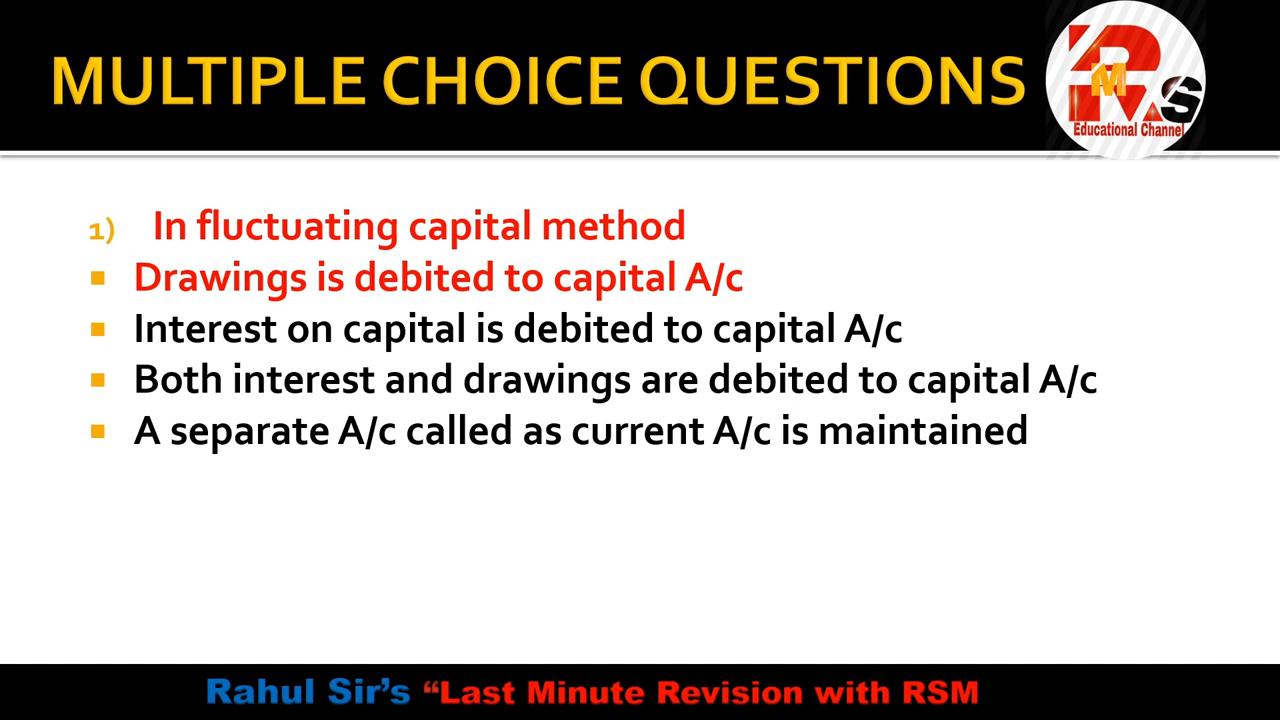 MULTIPLE CHOICE QUESTIONS
RMS
Educational Channel
1) In fluctuating capital method
Drawings is debited to capital A/c
Interest on capital is debited to capital A/c
Both interest and drawings are debited to capital A/c
A separate A/c called as current A/c is maintained
Rahul Sir’s “Last Minute Revision with RSM